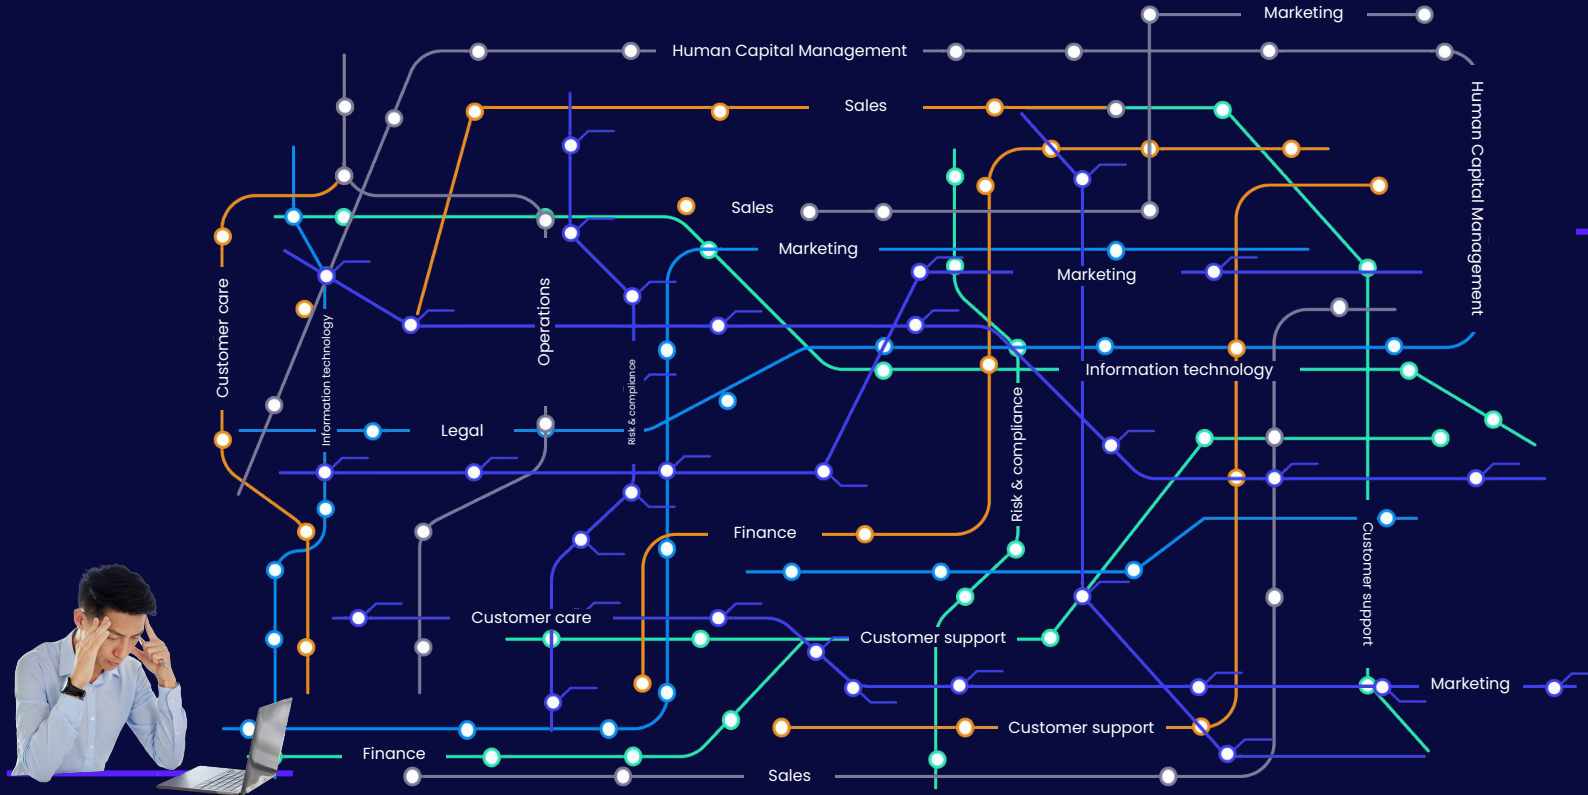 Marketing
Human Capital Management
Sales
Human Capital Management
Sales
Marketing
Marketing
Customer care
Operations
Information technology
Risk & compliance
Information technology
Legal
Risk & compliance
Finance
Customer support
Customer care
Customer support
Marketing
Customer support
Finance
Sales